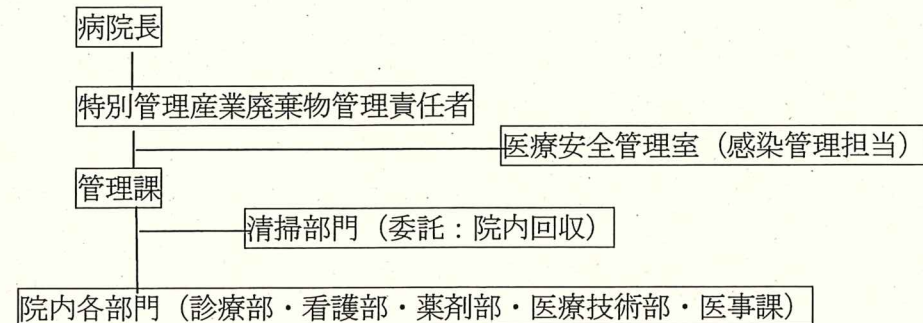 病院長
特別管理産業廃棄物管理責任者
医療安全管理室（感染管理担当）
管理課
清掃部門（委託：院内回収）
院内各部門（診療部・看護部・薬剤部・医療技術部・医事課）